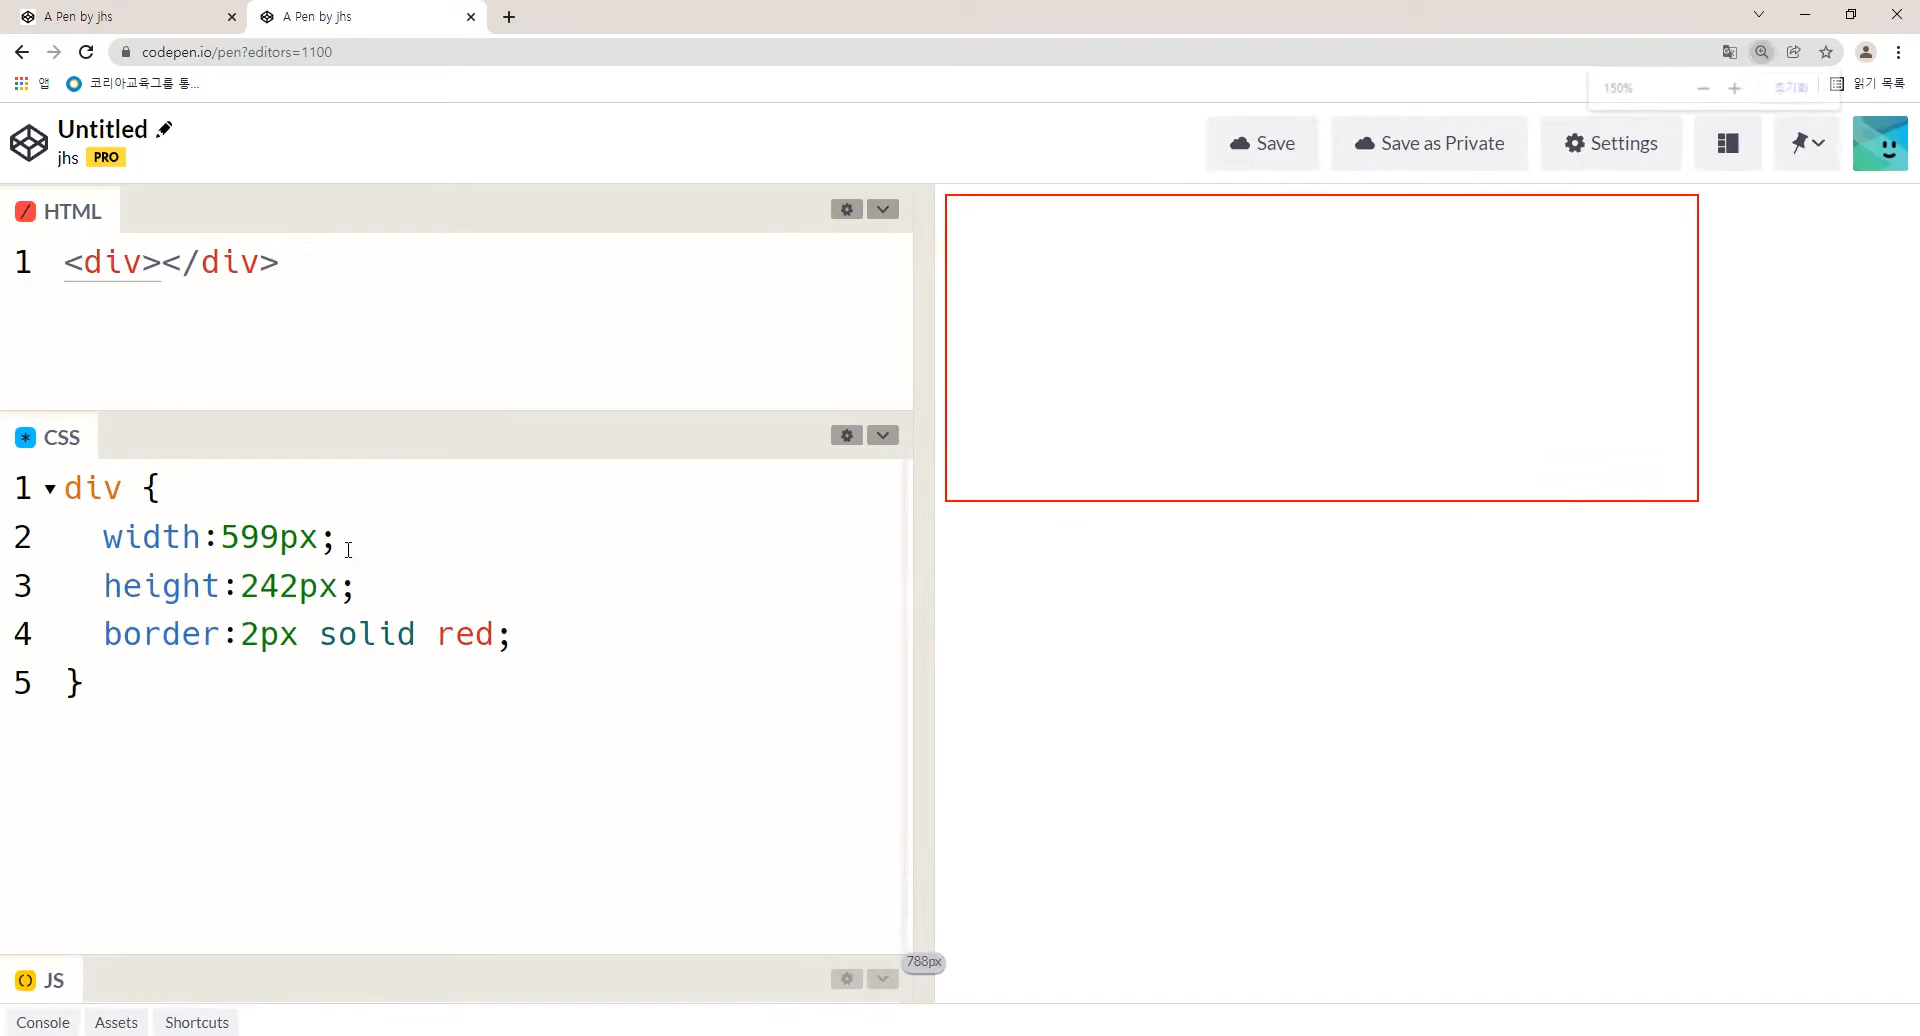 A Pen by jhs
A Pen by jhs
codepen.io/pen?editors=1100
앱
코리아교육그룹 통...
150%
초기화
읽기 목록
Untitled
jhs PRO
Save
Save as Private
Settings
HTML
1 <div></div>
CSS
1 div {
2 width:599px;
3 height:242px;
4 border:2px solid red;
5 }
788px
JS
Console Assets Shortcuts